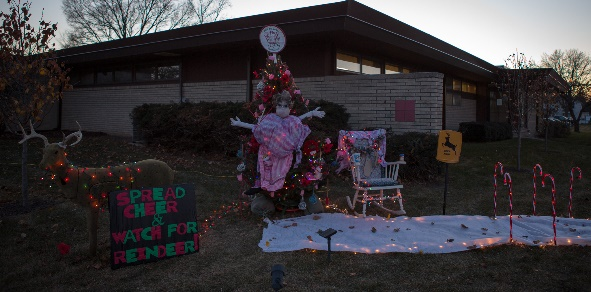 SPREAD
CHEER
&
WATCH FOR
REINDEER!